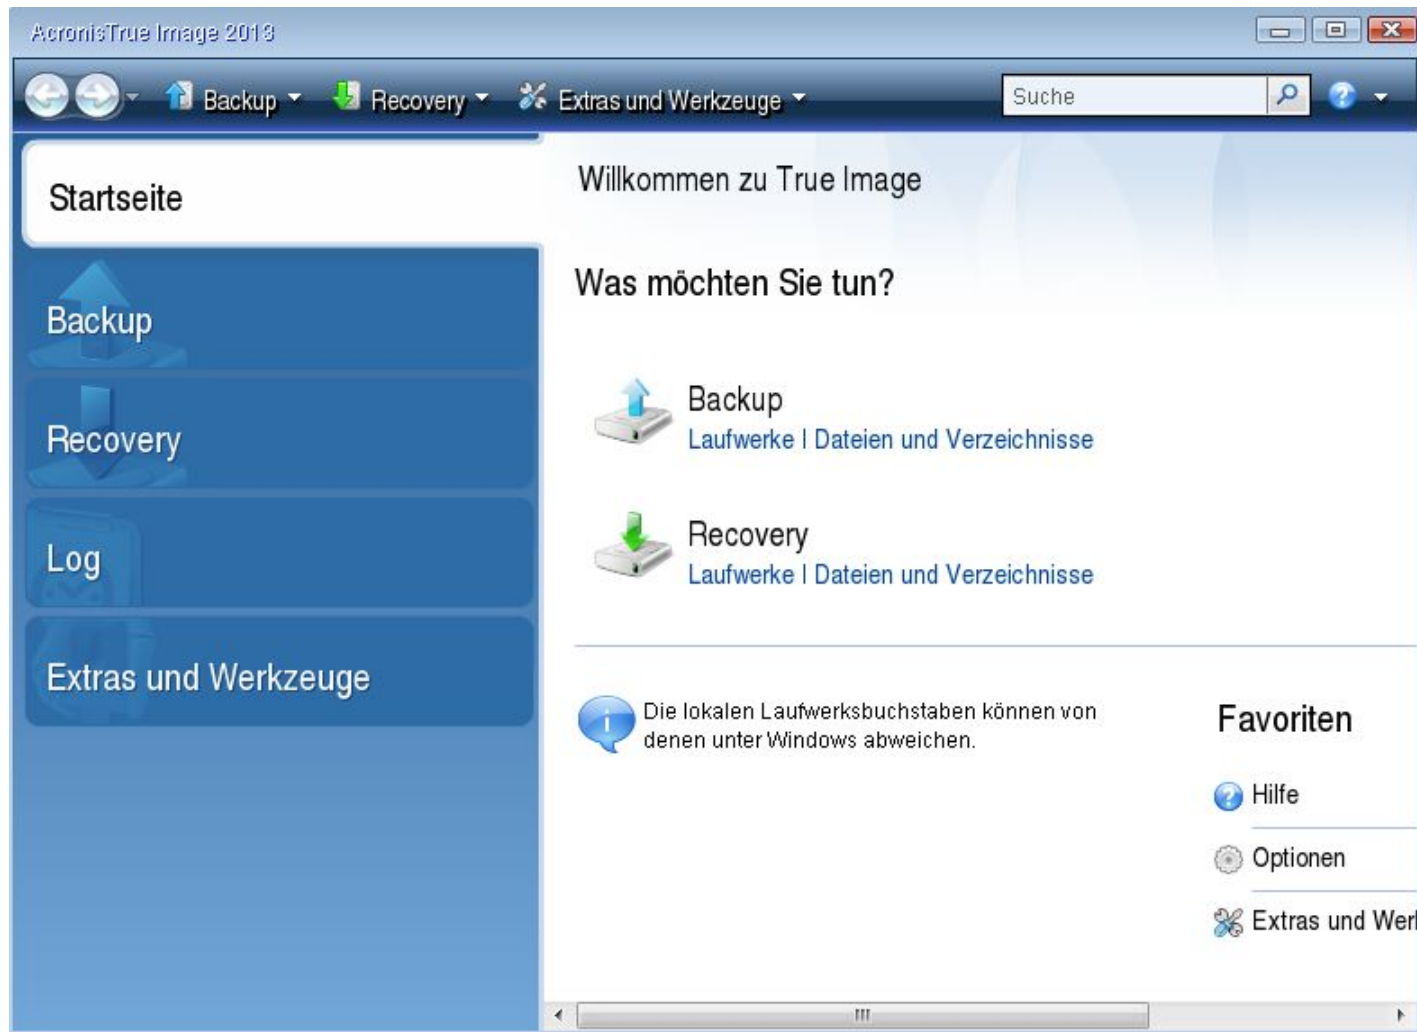 AcronisTrue Image 2013
Backup
Recovery
Extras und Werkzeuge
Suche
Startseite
Backup
Recovery
Log
Extras und Werkzeuge
Willkommen zu True Image
Was möchten Sie tun?
Backup
Laufwerke | Dateien und Verzeichnisse
Recovery
Laufwerke | Dateien und Verzeichnisse
Die lokalen Laufwerksbuchstaben können von
denen unter Windows abweichen.
Favoriten
Hilfe
Optionen
Extras und Wer